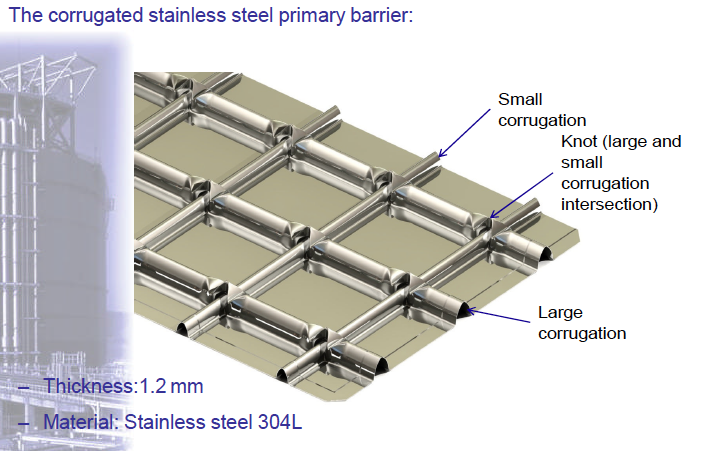 The corrugated stainless steel primary barrier:
Small
corrugation
Knot (large and
small
corrugation
intersection)
Large
corrugation
– Thickness:1.2 mm
– Material: Stainless steel 304L